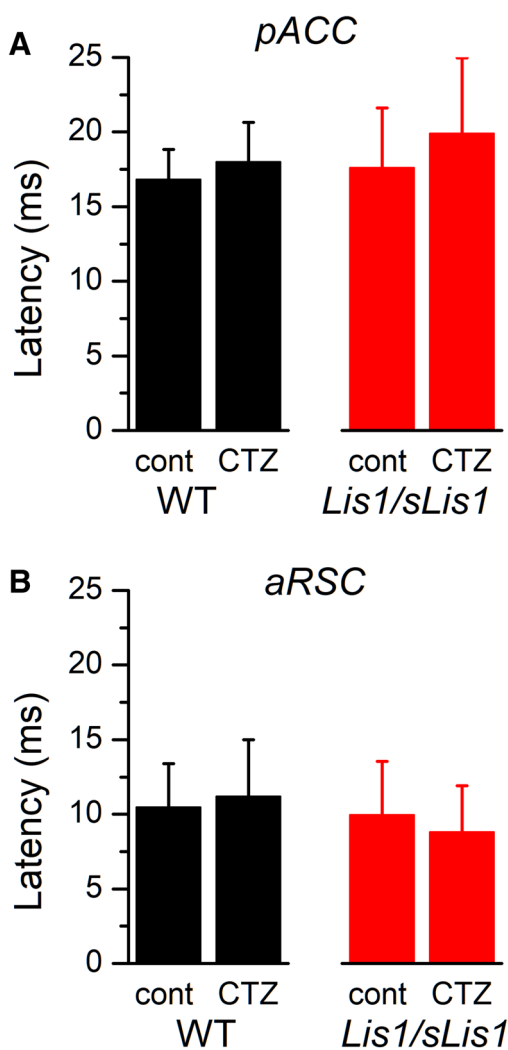 A
pACC
25
20
15
10
5
0
Latency (ms)
cont CTZ cont CTZ
WT Lis1/sLis1
B
aRSC
25
20
15
10
5
0
Latency (ms)
cont CTZ cont CTZ
WT Lis1/sLis1